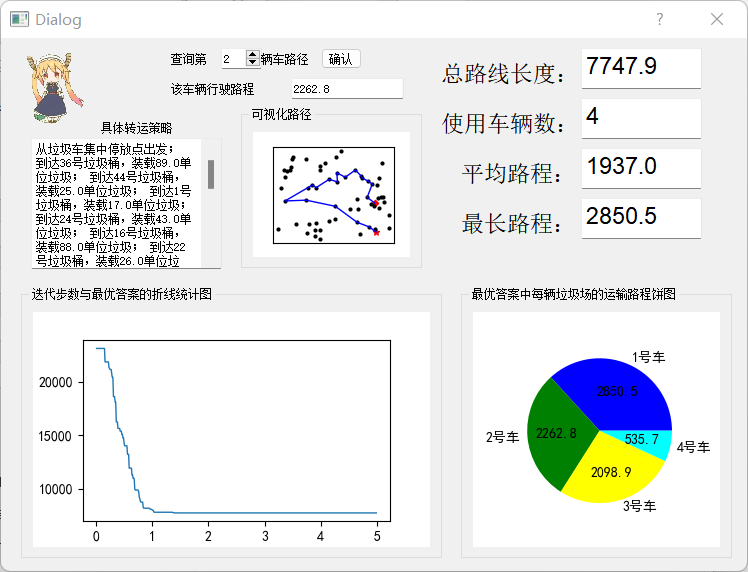 Dialog
查询第 2 辆车路径 确认
该车辆行驶路程 2262.8
具体转运策略
从垃圾车集中停放点出发；
到达36号垃圾桶，装载89.0单
位垃圾； 到达44号垃圾桶，
装载25.0单位垃圾； 到达1号
垃圾桶，装载17.0单位垃圾；
到达24号垃圾桶，装载43.0单
位垃圾； 到达16号垃圾桶，
装载88.0单位垃圾； 到达22
号垃圾桶，装载26.0单位垃
可视化路径
总路线长度： 7747.9
使用车辆数： 4
平均路程： 1937.0
最长路程： 2850.5
迭代步数与最优答案的折线统计图
20000
15000
10000
0 1 2 3 4 5
最优答案中每辆垃圾场的运输路程饼图
1号车
2850.5
2号车
2262.8
535.7
4号车
2098.9
3号车